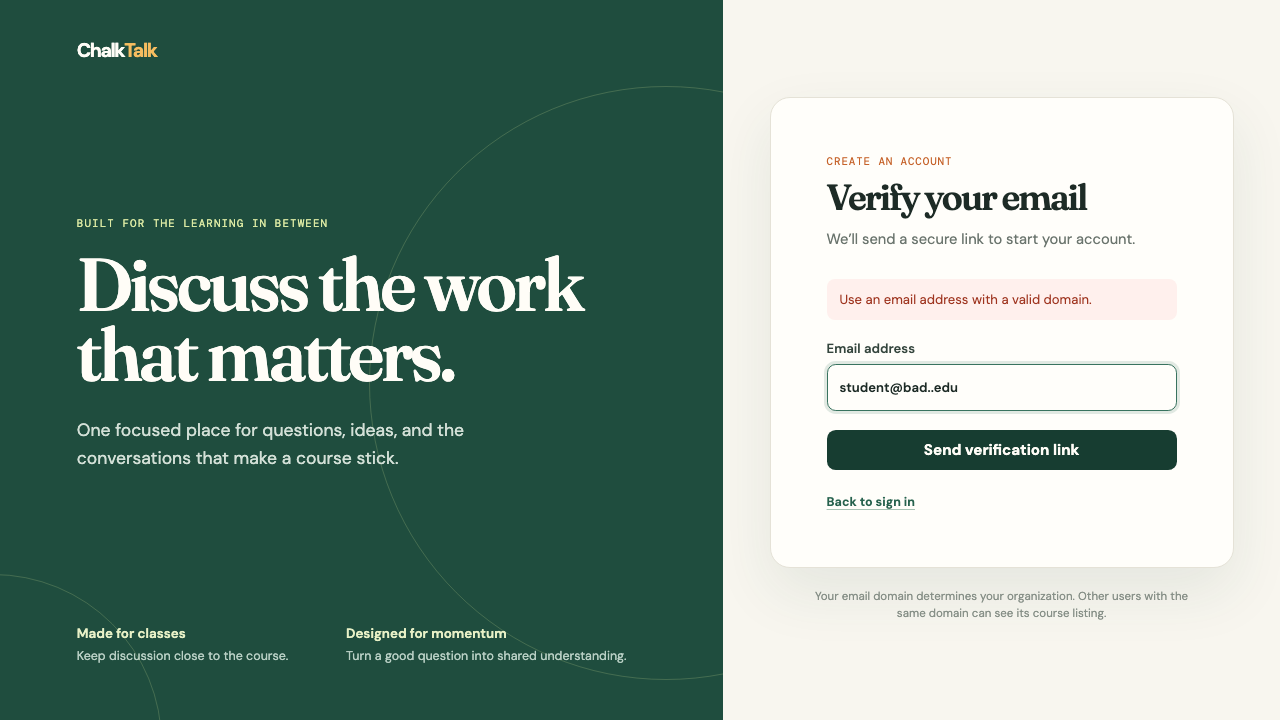 ChalkTalk
BUILT FOR THE LEARNING IN BETWEEN
Discuss the work
that matters.
One focused place for questions, ideas, and the
conversations that make a course stick.
Made for classes
Keep discussion close to the course.
Designed for momentum
Turn a good question into shared understanding.
CREATE AN ACCOUNT
Verify your email
We’ll send a secure link to start your account.
Use an email address with a valid domain.
Email address
student@bad..edu
Send verification link
Back to sign in
Your email domain determines your organization. Other users with the
same domain can see its course listing.